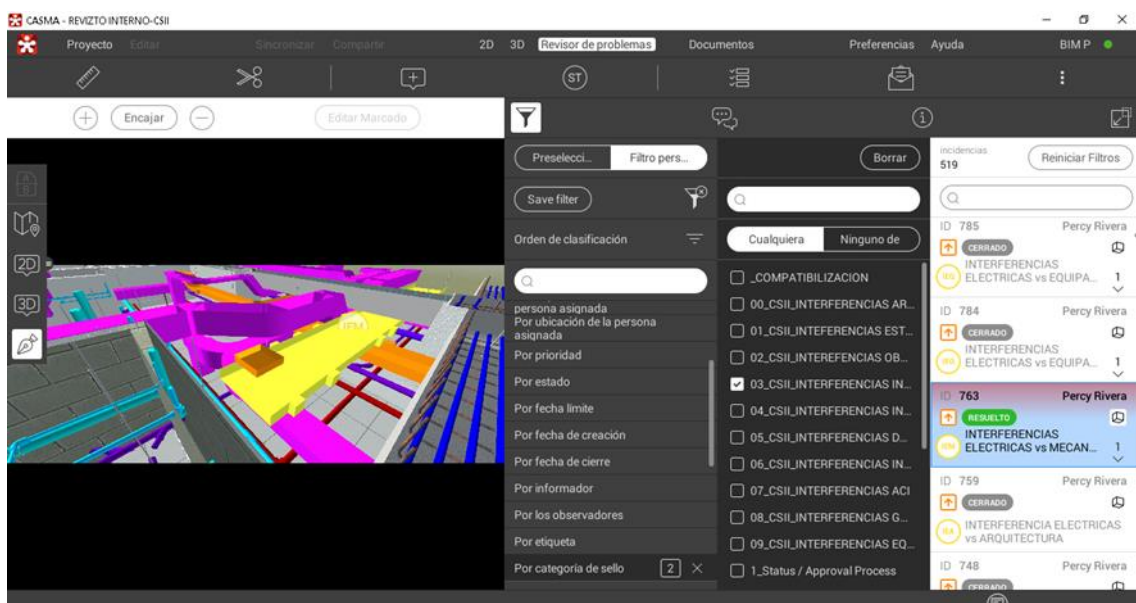 CASMA - REVIZTO INTERNO-CSII
Proyecto Editar Sincronizar Compartir 2D 3D Revisor de problemas Documentos Preferencias Ayuda BIM P
ST
Encajar Editar Marcado
2D
3D
Preselecci... Filtro pers...
Save filter
Orden de clasificación
persona asignada
Por ubicación de la persona
asignada
Por prioridad
Por estado
Por fecha límite
Por fecha de creación
Por fecha de cierre
Por informador
Por los observadores
Por etiqueta
Por categoría de sello 2
Borrar
Cualquiera Ninguno de
_COMPATIBILIZACION
00_CSII_INTERFERENCIAS AR...
01_CSII_INTEFERENCIAS EST...
02_CSII_INTEREFENCIAS OB...
03_CSII_INTERFERENCIAS IN...
04_CSII_INTERFERENCIAS IN...
05_CSII_INTERFERENCIAS D...
06_CSII_INTERFERENCIAS IN...
07_CSII_INTERFERENCIAS ACI
08_CSII_INTERFERENCIAS G...
09_CSII_INTERFERENCIAS EQ...
1_Status / Approval Process
incidencias
519
Reiniciar Filtros
ID 785 Percy Rivera
CERRADO
INTERFERENCIAS
ELECTRICAS vs EQUIPA... 1
ID 784 Percy Rivera
CERRADO
INTERFERENCIAS
ELECTRICAS vs EQUIPA... 1
ID 763 Percy Rivera
RESUELTO
INTERFERENCIAS
ELECTRICAS vs MECAN... 1
ID 759 Percy Rivera
CERRADO
INTERFERENCIA ELECTRICAS
vs ARQUITECTURA
ID 748 Percy Rivera
CERRADO